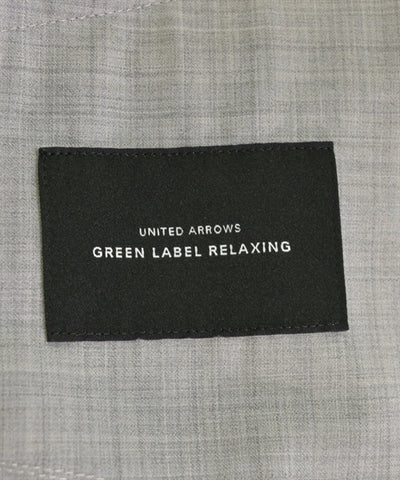 UNITED ARROWS
GREEN LABEL RELAXING